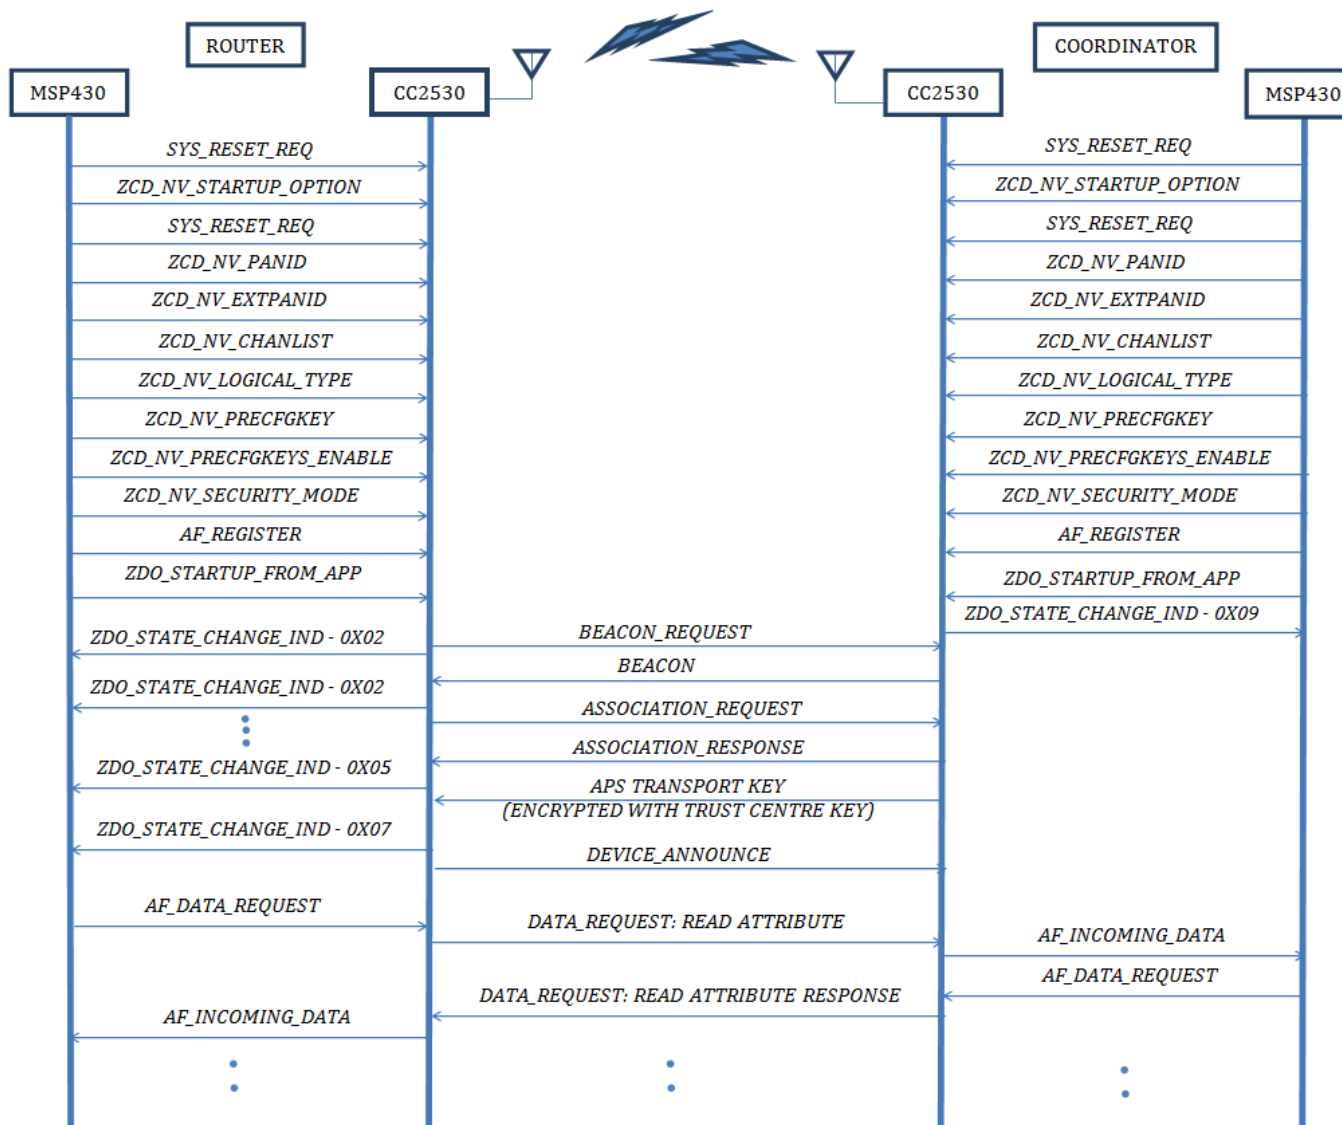 ROUTER
COORDINATOR
MSP430
CC2530
CC2530
MSP430
SYS_RESET_REQ
SYS_RESET_REQ
ZCD_NV_STARTUP_OPTION
ZCD_NV_STARTUP_OPTION
SYS_RESET_REQ
SYS_RESET_REQ
ZCD_NV_PANID
ZCD_NV_PANID
ZCD_NV_EXTPANID
ZCD_NV_EXTPANID
ZCD_NV_CHANLIST
ZCD_NV_CHANLIST
ZCD_NV_LOGICAL_TYPE
ZCD_NV_LOGICAL_TYPE
ZCD_NV_PRECFGKEY
ZCD_NV_PRECFGKEY
ZCD_NV_PRECFGKEYS_ENABLE
ZCD_NV_PRECFGKEYS_ENABLE
ZCD_NV_SECURITY_MODE
ZCD_NV_SECURITY_MODE
AF_REGISTER
AF_REGISTER
ZDO_STARTUP_FROM_APP
ZDO_STARTUP_FROM_APP
ZDO_STATE_CHANGE_IND - 0X09
ZDO_STATE_CHANGE_IND - 0X02
BEACON_REQUEST
BEACON
ZDO_STATE_CHANGE_IND - 0X02
ASSOCIATION_REQUEST
ASSOCIATION_RESPONSE
ZDO_STATE_CHANGE_IND - 0X05
APS TRANSPORT KEY
(ENCRYPTED WITH TRUST CENTRE KEY)
ZDO_STATE_CHANGE_IND - 0X07
DEVICE_ANNOUNCE
AF_DATA_REQUEST
DATA_REQUEST: READ ATTRIBUTE
AF_INCOMING_DATA
AF_DATA_REQUEST
DATA_REQUEST: READ ATTRIBUTE RESPONSE
AF_INCOMING_DATA